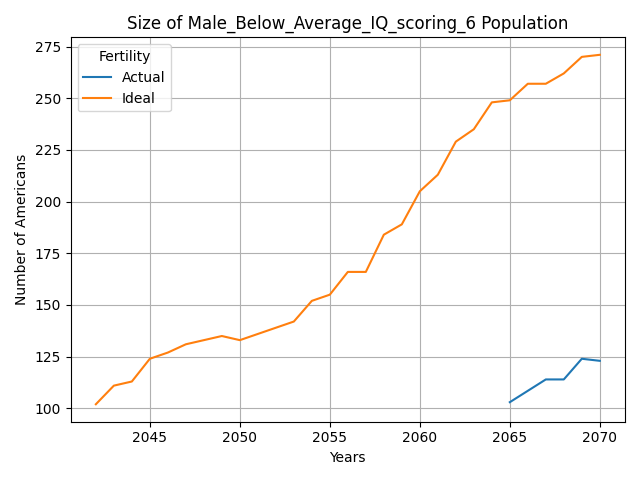 Size of Male_Below_Average_IQ_scoring_6 Population
Fertility
Actual
Ideal
Number of Americans
275
250
225
200
175
150
125
100
2045 2050 2055 2060 2065 2070
Years